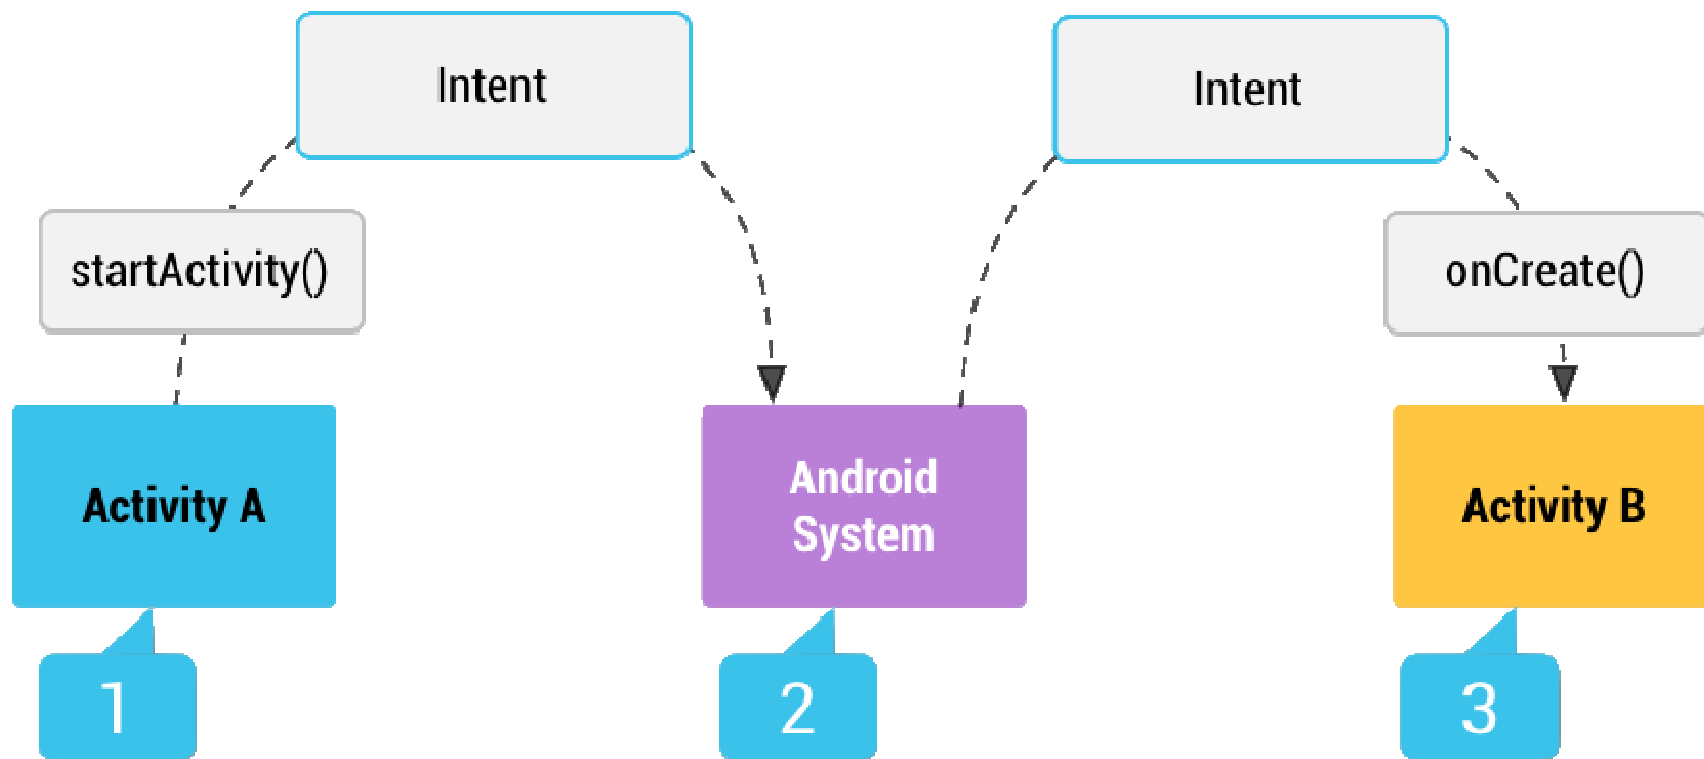 Intent
Intent
startActivity()
onCreate()
Activity A
Android
System
Activity B
1
2
3